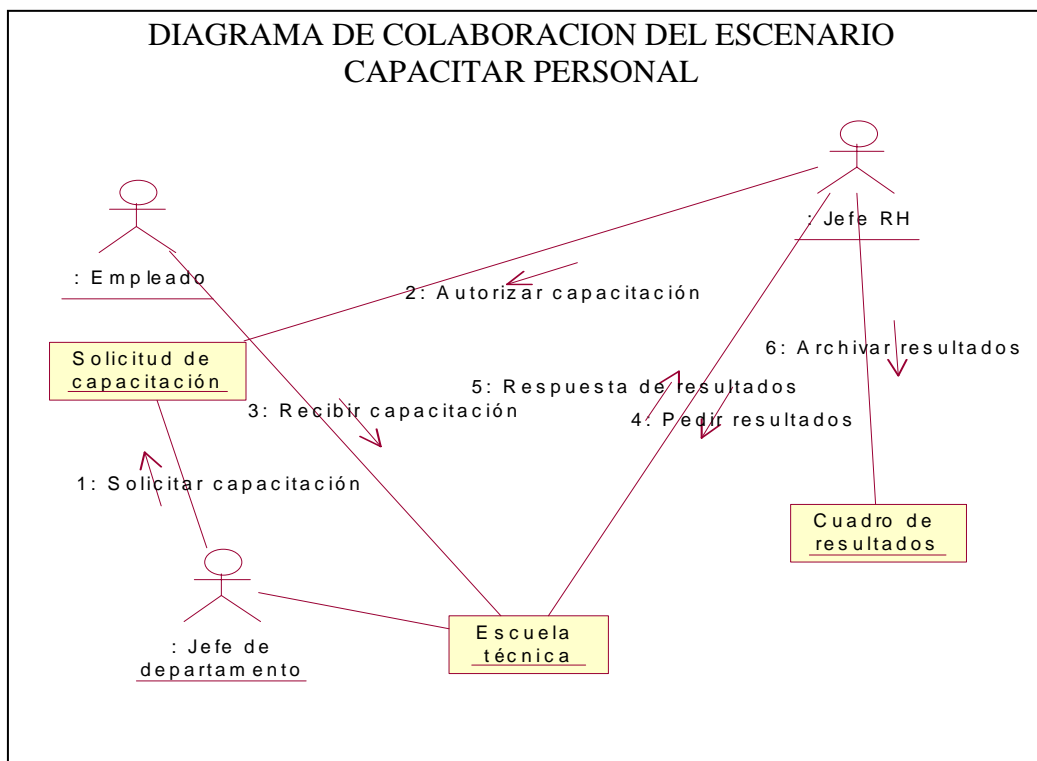 DIAGRAMA DE COLABORACION DEL ESCENARIO
CAPACITAR PERSONAL
: Jefe RH
: Empleado
2: Autorizar capacitación
Solicitud de
capacitación
6: Archivar resultados
5: Respuesta de resultados
3: Recibir capacitación
4: Pedir resultados
1: Solicitar capacitación
Cuadro de
resultados
: Jefe de
departamento
Escuela
técnica